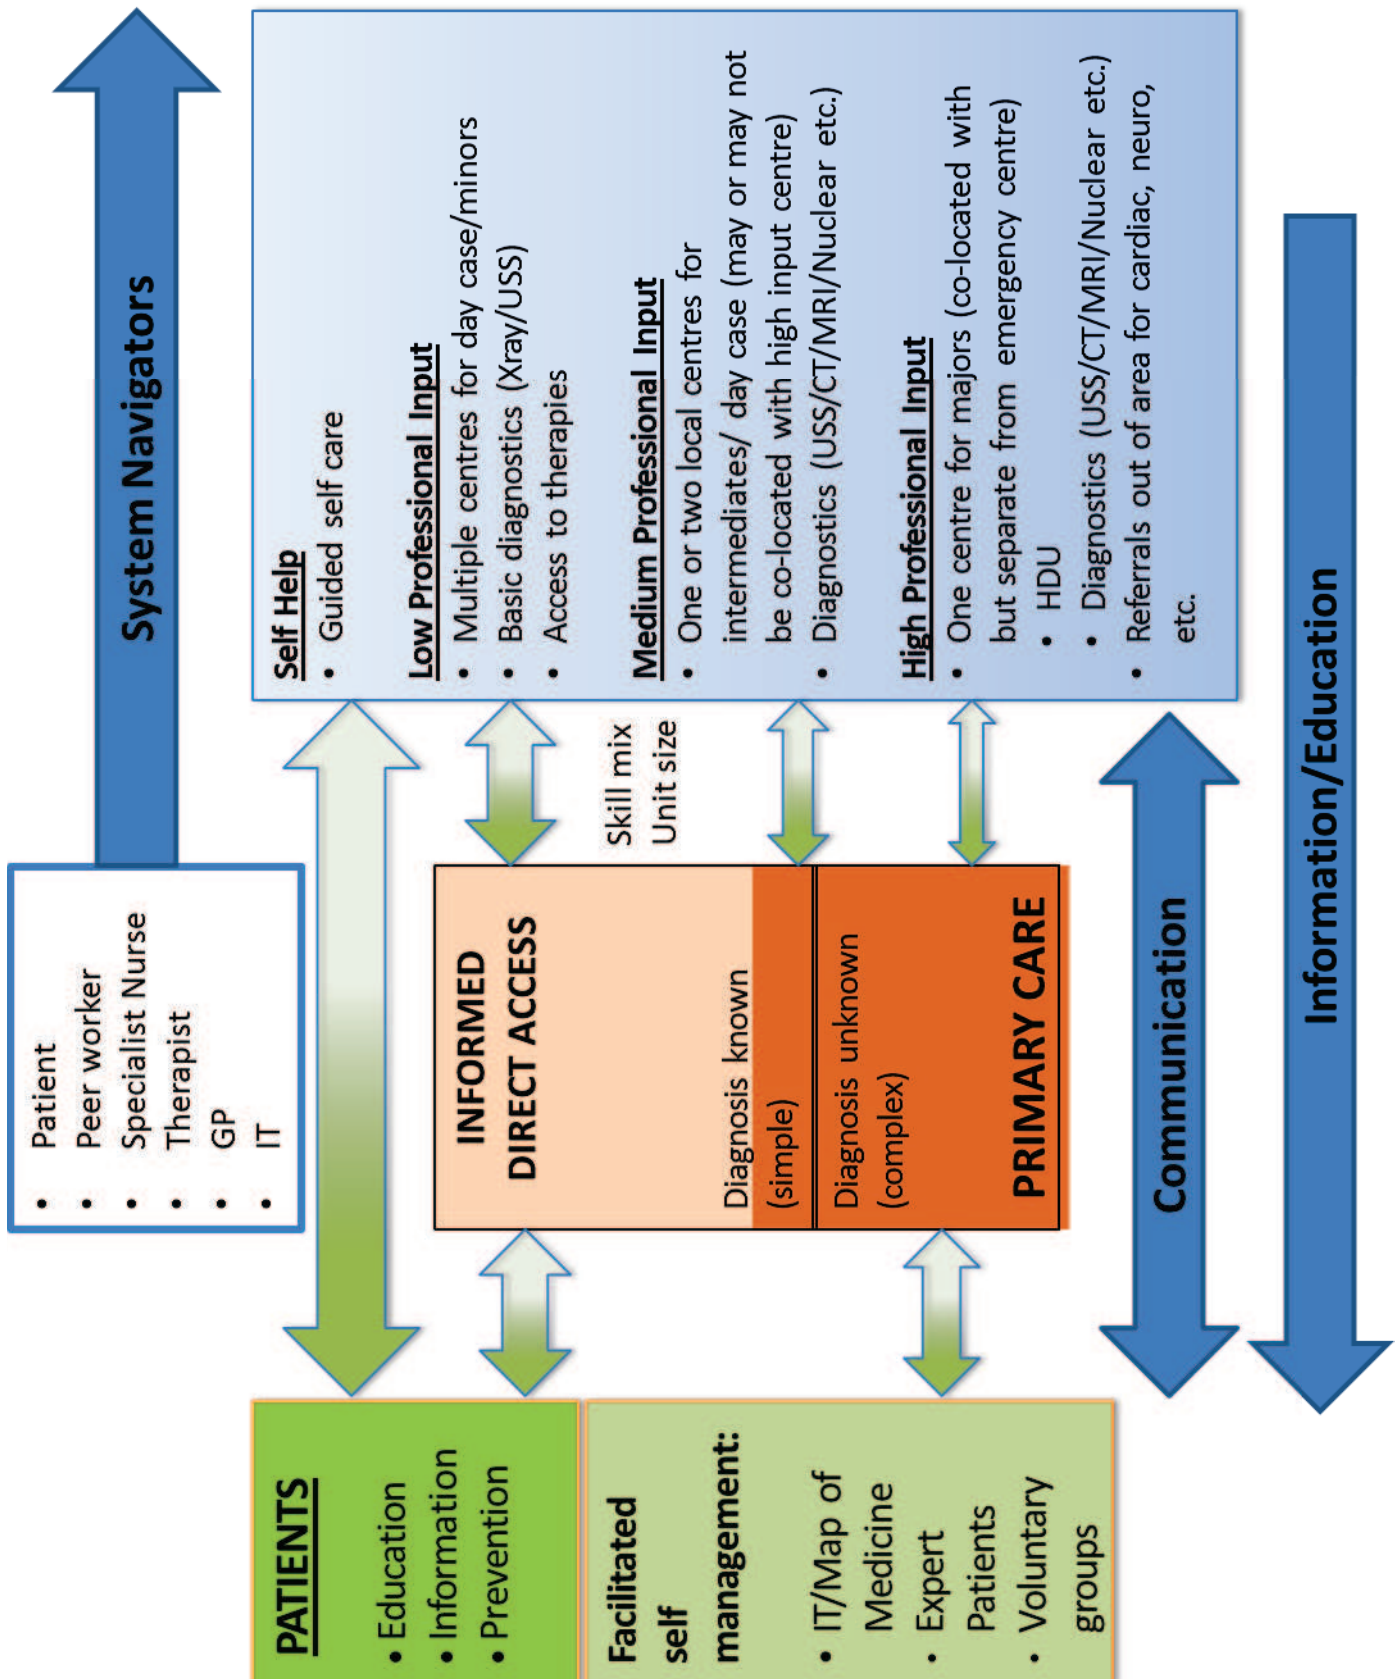 • Patient
• Peer worker
• Specialist Nurse
• Therapist
• GP
• IT
System Navigators
PATIENTS
• Education
• Information
• Prevention
Facilitated
self
management:
• IT/Map of
Medicine
• Expert
Patients
• Voluntary
groups
INFORMED
DIRECT ACCESS
Diagnosis known
(simple)
Diagnosis unknown
(complex)
PRIMARY CARE
Skill mix
Unit size
Self Help
• Guided self care
Low Professional Input
• Multiple centres for day case/minors
• Basic diagnostics (Xray/USS)
• Access to therapies
Medium Professional Input
• One or two local centres for
intermediates/ day case (may or may not
be co-located with high input centre)
• Diagnostics (USS/CT/MRI/Nuclear etc.)
High Professional Input
• One centre for majors (co-located with
but separate from emergency centre)
• HDU
• Diagnostics (USS/CT/MRI/Nuclear etc.)
• Referrals out of area for cardiac, neuro,
etc.
Communication
Information/Education